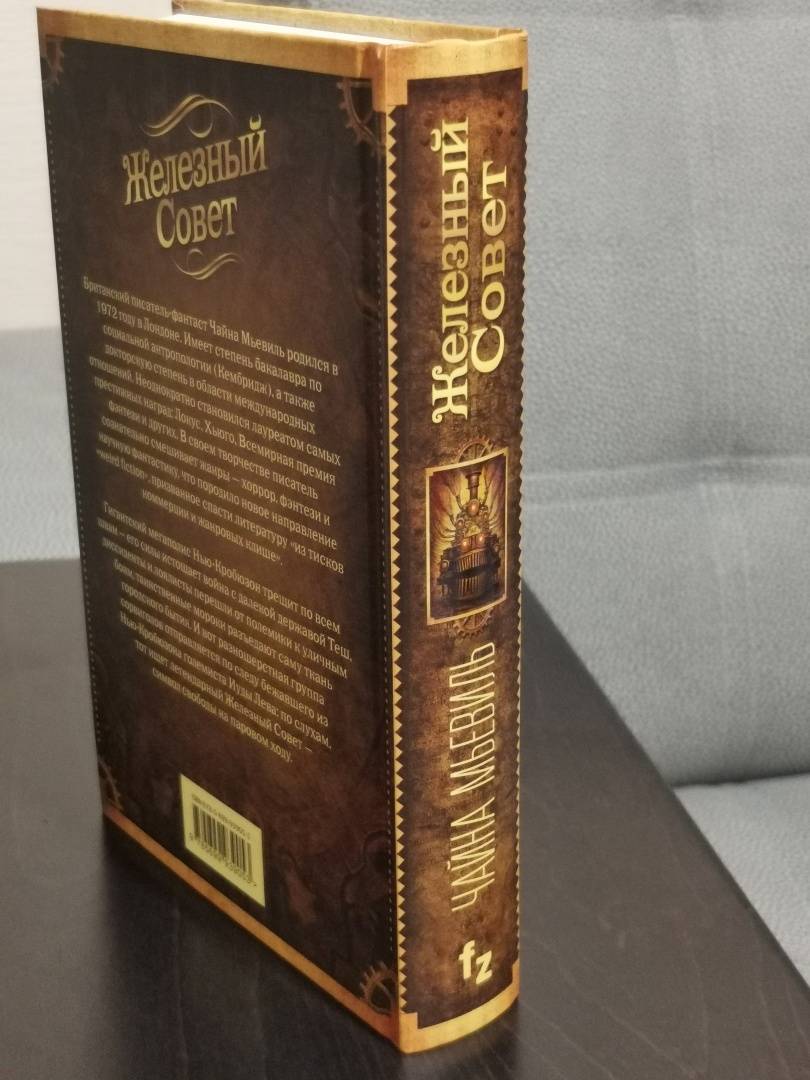 Железный
Совет
Британский писатель-фантаст Чайна Мьевиль родился в
1972 году в Лондоне. Имеет степень бакалавра по
социальной антропологии (Кембридж), а также
докторскую степень в области международных
отношений. Неоднократно становился лауреатом самых
престижных наград: Локус, Хьюго, Всемирная премия
фэнтези и других. В своем творчестве писатель
сознательно смешивает жанры – хоррор, фэнтези и
научную фантастику, что породило новое направление
«weird fiction», призванное спасти литературу «из тисков
коммерции и жанровых клише».
Гигантский мегаполис Нью-Кробюзон трещит по всем
швам – его силы истощает война с далекой державой Теш,
диссиденты и лоялисты перешли от полемики к уличным
боям, таинственные мороки разъедают саму ткань
городского бытия. И вот разношерстная группа
сорвиголов отправляется по следу бежавшего из
Нью-Кробюзона големиста Иуды Лева: по слухам,
тот ищет легендарный Железный Совет –
символ свободы на паровом ходу.
Железный
Совет
Чайна Мьевиль
fz